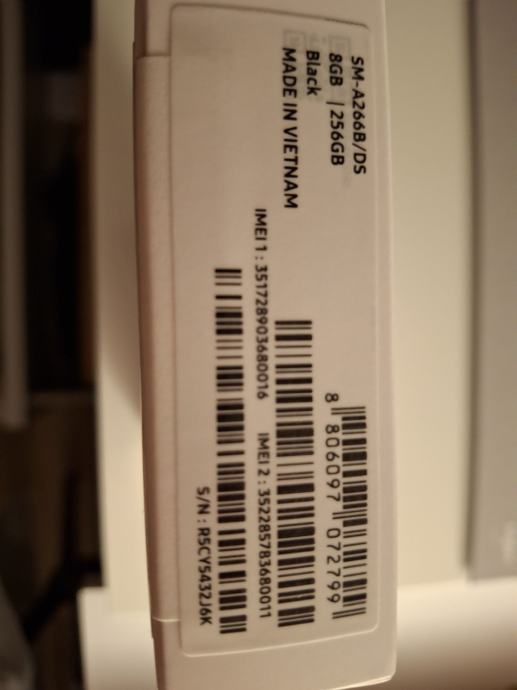 SM-A266B/DS
8GB | 256GB
Black
MADE IN VIETNAM
8 806097 072799
IMEI 1 : 351728903680016 IMEI 2 : 352285783680011
S/N : R5CY5432J6K